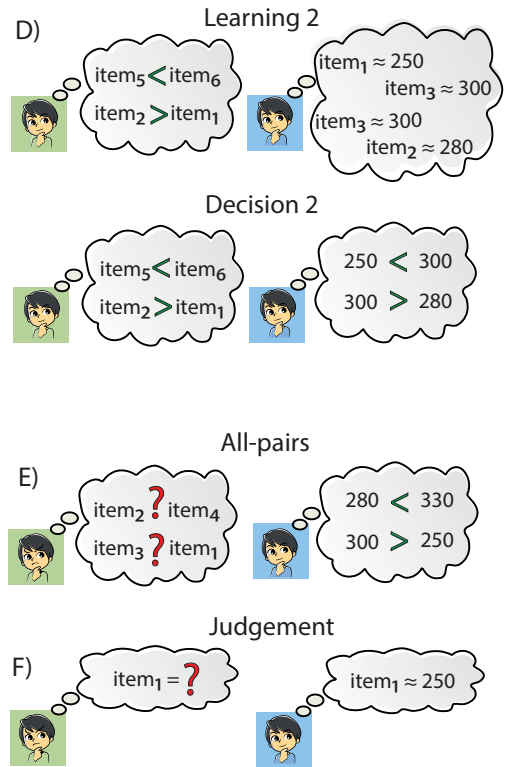 Learning 2
D)
item₅ < item₆
item₂ > item₁
item₁ ≈ 250
item₃ ≈ 300
item₃ ≈ 300
item₂ ≈ 280
Decision 2
item₅ < item₆
item₂ > item₁
250 < 300
300 > 280
All-pairs
E)
item₂ ? item₄
item₃ ? item₁
280 < 330
300 > 250
Judgement
F)
item₁ = ?
item₁ ≈ 250